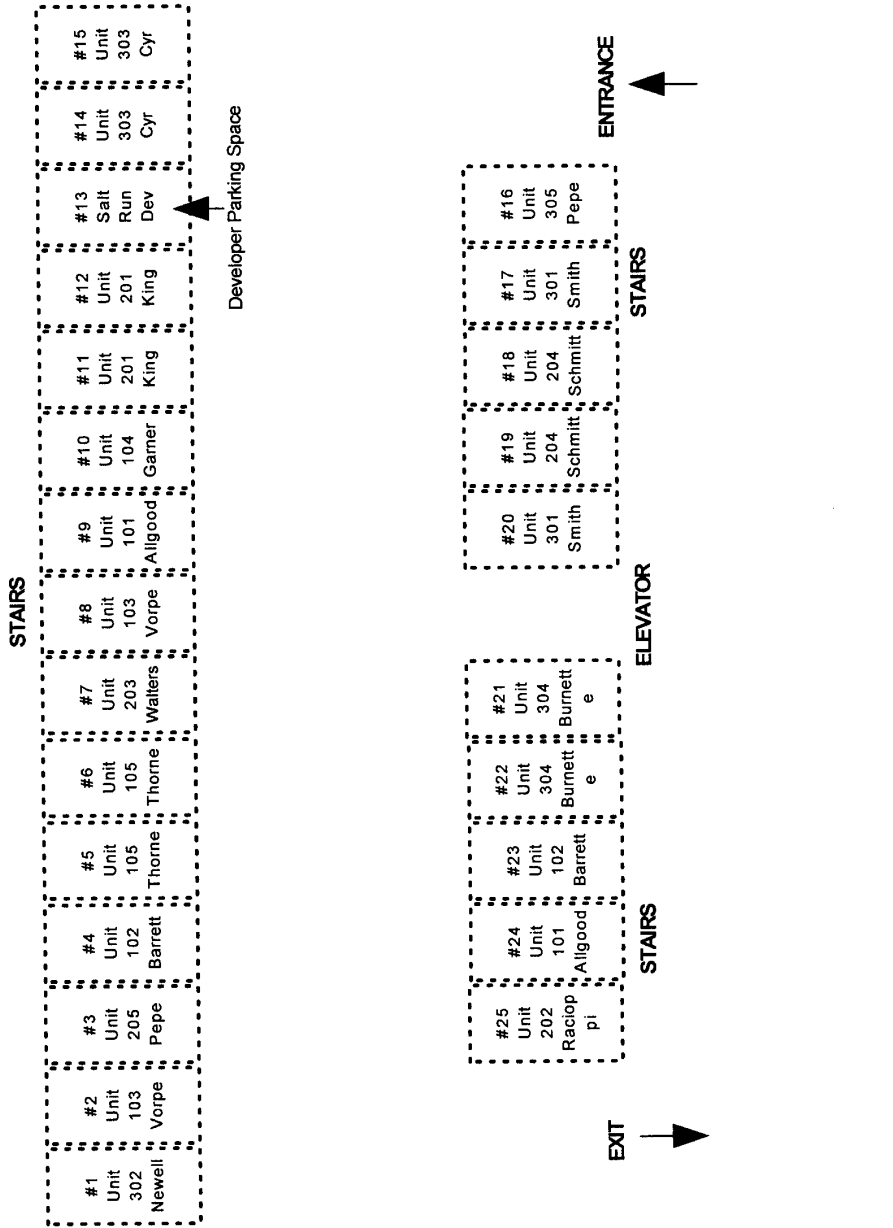 STAIRS
#1
Unit
302
Newell
#2
Unit
103
Vorpe
#3
Unit
205
Pepe
#4
Unit
102
Barrett
#5
Unit
105
Thorne
#6
Unit
105
Thorne
#7
Unit
203
Walters
#8
Unit
103
Vorpe
#9
Unit
101
Allgood
#10
Unit
104
Garner
#11
Unit
201
King
#12
Unit
201
King
#13
Salt
Run
Dev
#14
Unit
303
Cyr
#15
Unit
303
Cyr
Developer Parking Space
#25
Unit
202
Raciop
pi
#24
Unit
101
Allgood
#23
Unit
102
Barrett
#22
Unit
304
Burnett
e
#21
Unit
304
Burnett
e
#20
Unit
301
Smith
#19
Unit
204
Schmitt
#18
Unit
204
Schmitt
#17
Unit
301
Smith
#16
Unit
305
Pepe
EXIT
STAIRS
ELEVATOR
STAIRS
ENTRANCE